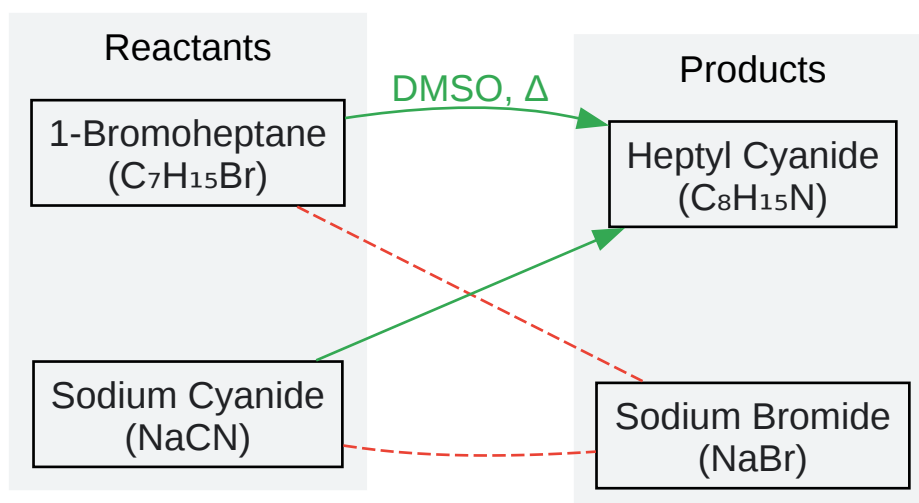 Reactants
Products
DMSO, Δ
1-Bromoheptane
(C₇H₁₅Br)
Heptyl Cyanide
(C₈H₁₅N)
Sodium Cyanide
(NaCN)
Sodium Bromide
(NaBr)